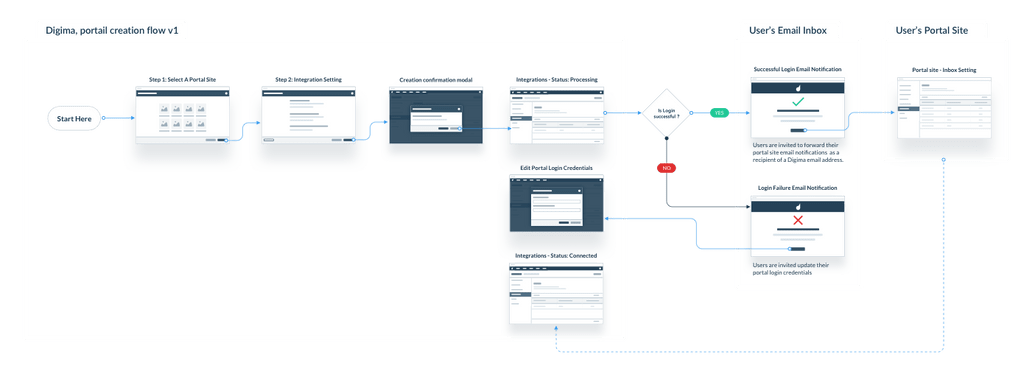 Digima, portail creation flow v1
User's Email Inbox
User's Portal Site
Step 1: Select A Portal Site
Step 2: Integration Setting
Creation confirmation modal
Integrations - Status: Processing
Successful Login Email Notification
Portal site - Inbox Setting
Start Here
Is Login
successful ?
YES
Users are invited to forward their
portal site email notifications as a
recipient of a Digima email address.
NO
Edit Portal Login Credentials
Login Failure Email Notification
Integrations - Status: Connected
Users are invited update their
portal login credentials